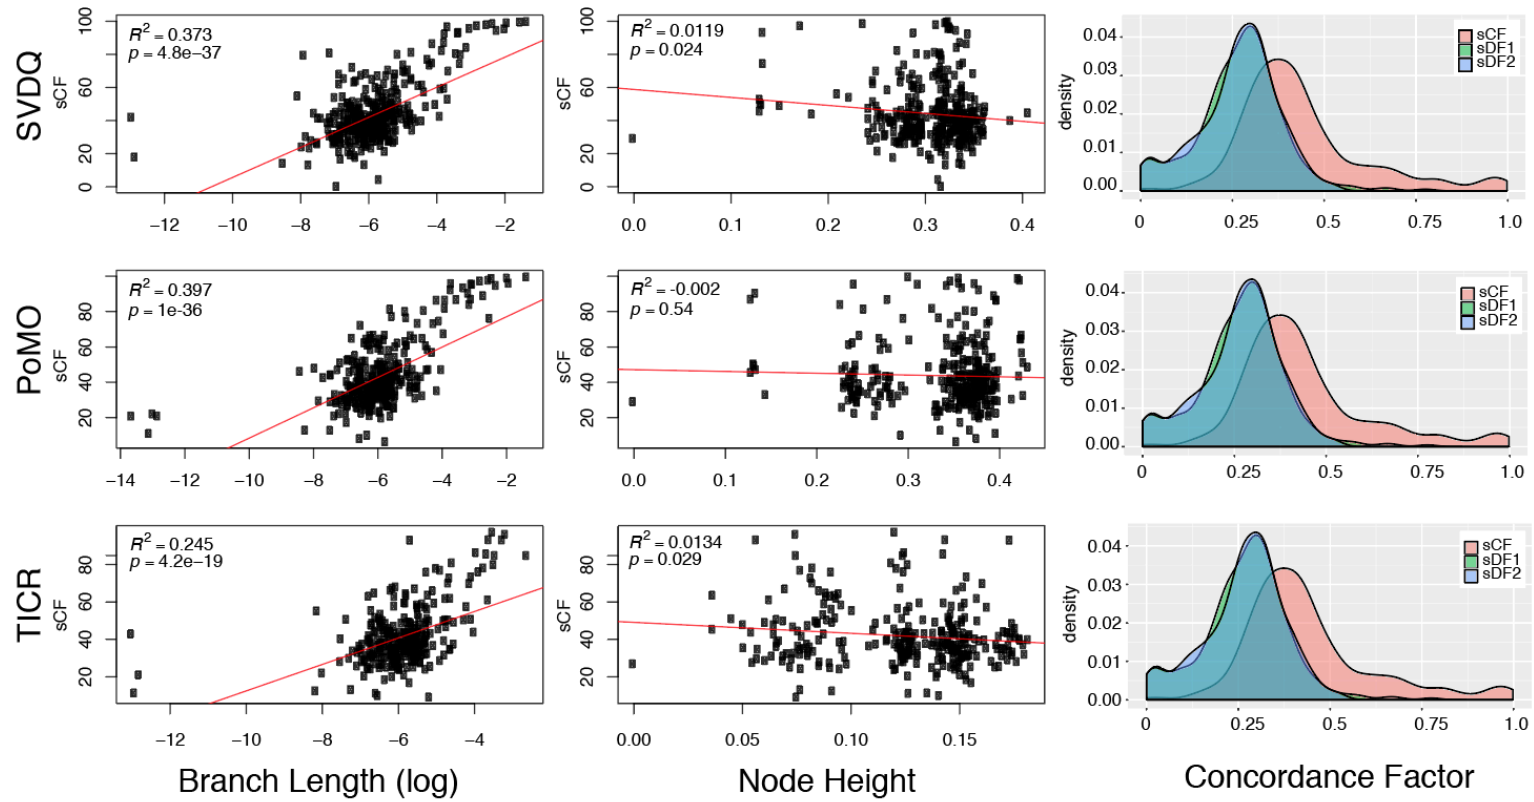 SVDQ
sCF
100
60
20
0
R² = 0.373
p = 4.8e−37
−12 −10 −8 −6 −4 −2
sCF
100
60
20
0
R² = 0.0119
p = 0.024
0.0 0.1 0.2 0.3 0.4
density
0.04
0.03
0.02
0.01
0.00
sCF
sDF1
sDF2
0 0.25 0.5 0.75 1.0
PoMO
sCF
80
60
40
20
R² = 0.397
p = 1e-36
−14 −12 −10 −8 −6 −4 −2
sCF
80
60
40
20
R² = -0.002
p = 0.54
0.0 0.1 0.2 0.3 0.4
density
0.04
0.03
0.02
0.01
0.00
sCF
sDF1
sDF2
0 0.25 0.5 0.75 1.0
TICR
sCF
80
60
40
20
R² = 0.245
p = 4.2e−19
−12 −10 −8 −6 −4
sCF
80
60
40
20
R² = 0.0134
p = 0.029
0.00 0.05 0.10 0.15
density
0.04
0.03
0.02
0.01
0.00
sCF
sDF1
sDF2
0 0.25 0.5 0.75 1.0
Branch Length (log)
Node Height
Concordance Factor